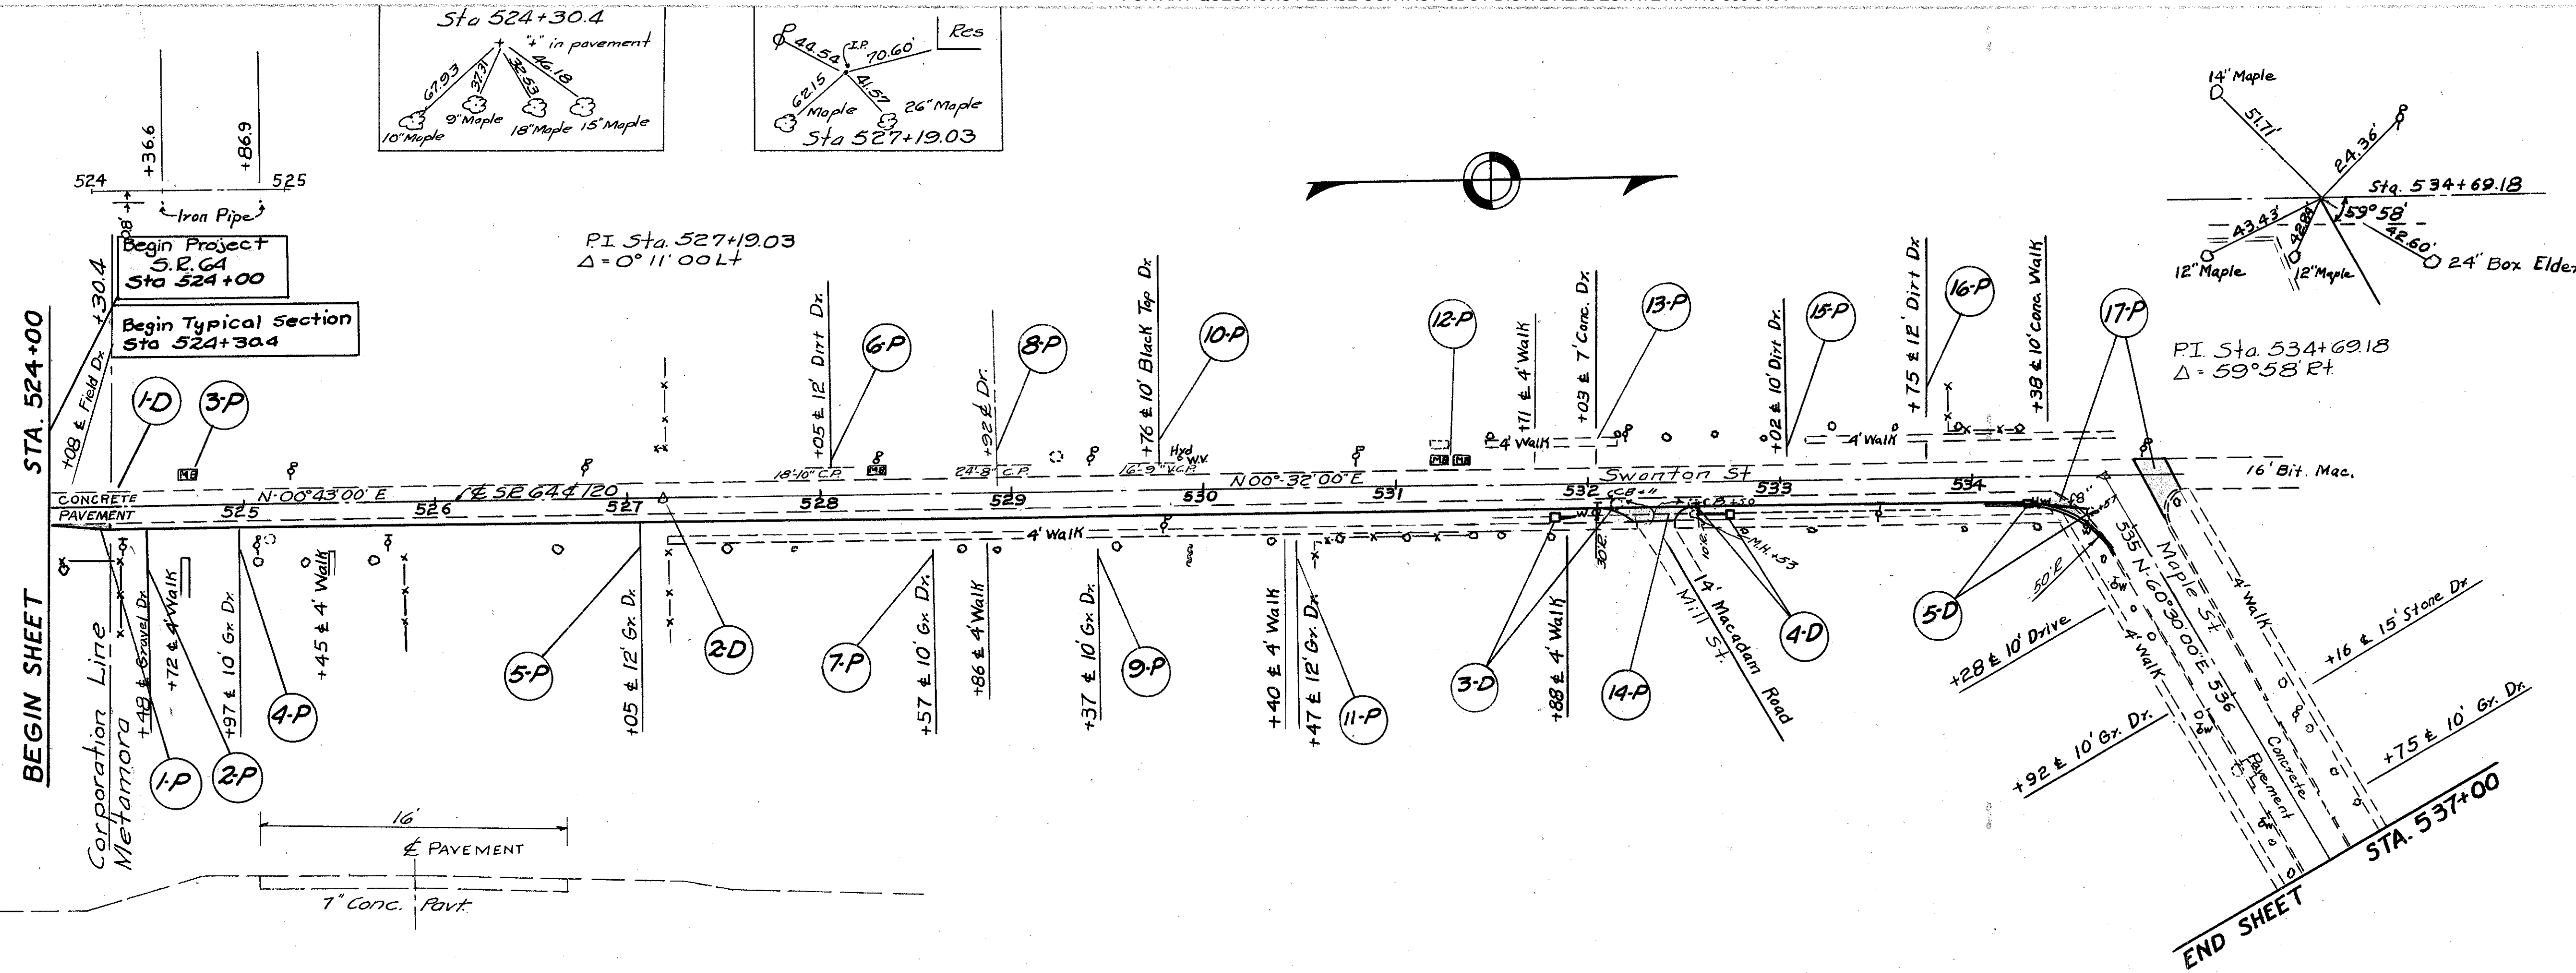 Sta 524+30.4
"+" in pavement
67.93
37.31
32.53
46.18
10"Maple
9"Maple
18"Maple
15"Maple
44.54
I.P.
70.60'
Res
62.15
41.57
Maple
26" Maple
Sta 527+19.03
14" Maple
51.71'
24.36'
Sta. 534+69.18
59°58'
43.43'
42.84'
42.60'
12" Maple
12" Maple
24" Box Elder
P.I. Sta. 534+69.18
Δ = 59°58' Rt.
+36.6
+86.9
524
525
Iron Pipe
Begin Project
S.R. 64
Sta 524+00
+30.4
Begin Typical Section
Sta 524+30.4
P.I. Sta. 527+19.03
Δ = 0° 11' 00 Lt
BEGIN SHEET STA. 524+00
+08 ℄ Field Dr.
1-D
3-P
+05 ℄ 12' Dirt Dr.
6-P
+92 ℄ Dr.
8-P
+76 ℄ 10' Black Top Dr.
10-P
12-P
+71 ℄ 4' Walk
+03 ℄ 7' Conc. Dr.
13-P
+02 ℄ 10' Dirt Dr.
15-P
+75 ℄ 12' Dirt Dr.
16-P
+38 ℄ 10' Conc. Walk
17-P
MB
MB
MB
MB
18'-10" C.P.
24'-8" C.P.
16'-9" V.C.P.
Hyd
W.V.
4' Walk
4' Walk
CONCRETE
PAVEMENT
N-00°43'00" E
℄ SR 64 ℄ 120
N00°-32'00"E
Swanton St
16' Bit. Mac.
525
526
527
528
529
530
531
532
533
534
4' Walk
C.B.+11
C.B.+50
M.H.+53
30'R.
10'R.
50'R
+57
Corporation Line
Metamora
+48 ℄ Gravel Dr.
+72 ℄ 4' Walk
+97 ℄ 10' Gr. Dr.
+45 ℄ 4' Walk
1-P
2-P
4-P
5-P
+05 ℄ 12' Gr. Dr.
2-D
7-P
+57 ℄ 10' Gr. Dr.
+86 ℄ 4' Walk
+37 ℄ 10' Gr. Dr.
9-P
+40 ℄ 4' Walk
+47 ℄ 12' Gr. Dr.
11-P
3-D
+88 ℄ 4' Walk
14-P
14' Macadam Road
Mill St.
4-D
5-D
535 N-60°30'00"E 536
Maple St
4' Walk
4' Walk
+28 ℄ 10' Drive
+16 ℄ 15' Stone Dr.
+92 ℄ 10' Gr. Dr.
+75 ℄ 10' Gr. Dr.
Concrete
Pavement
END SHEET STA. 537+00
16'
℄ PAVEMENT
7" Conc. Pavt.